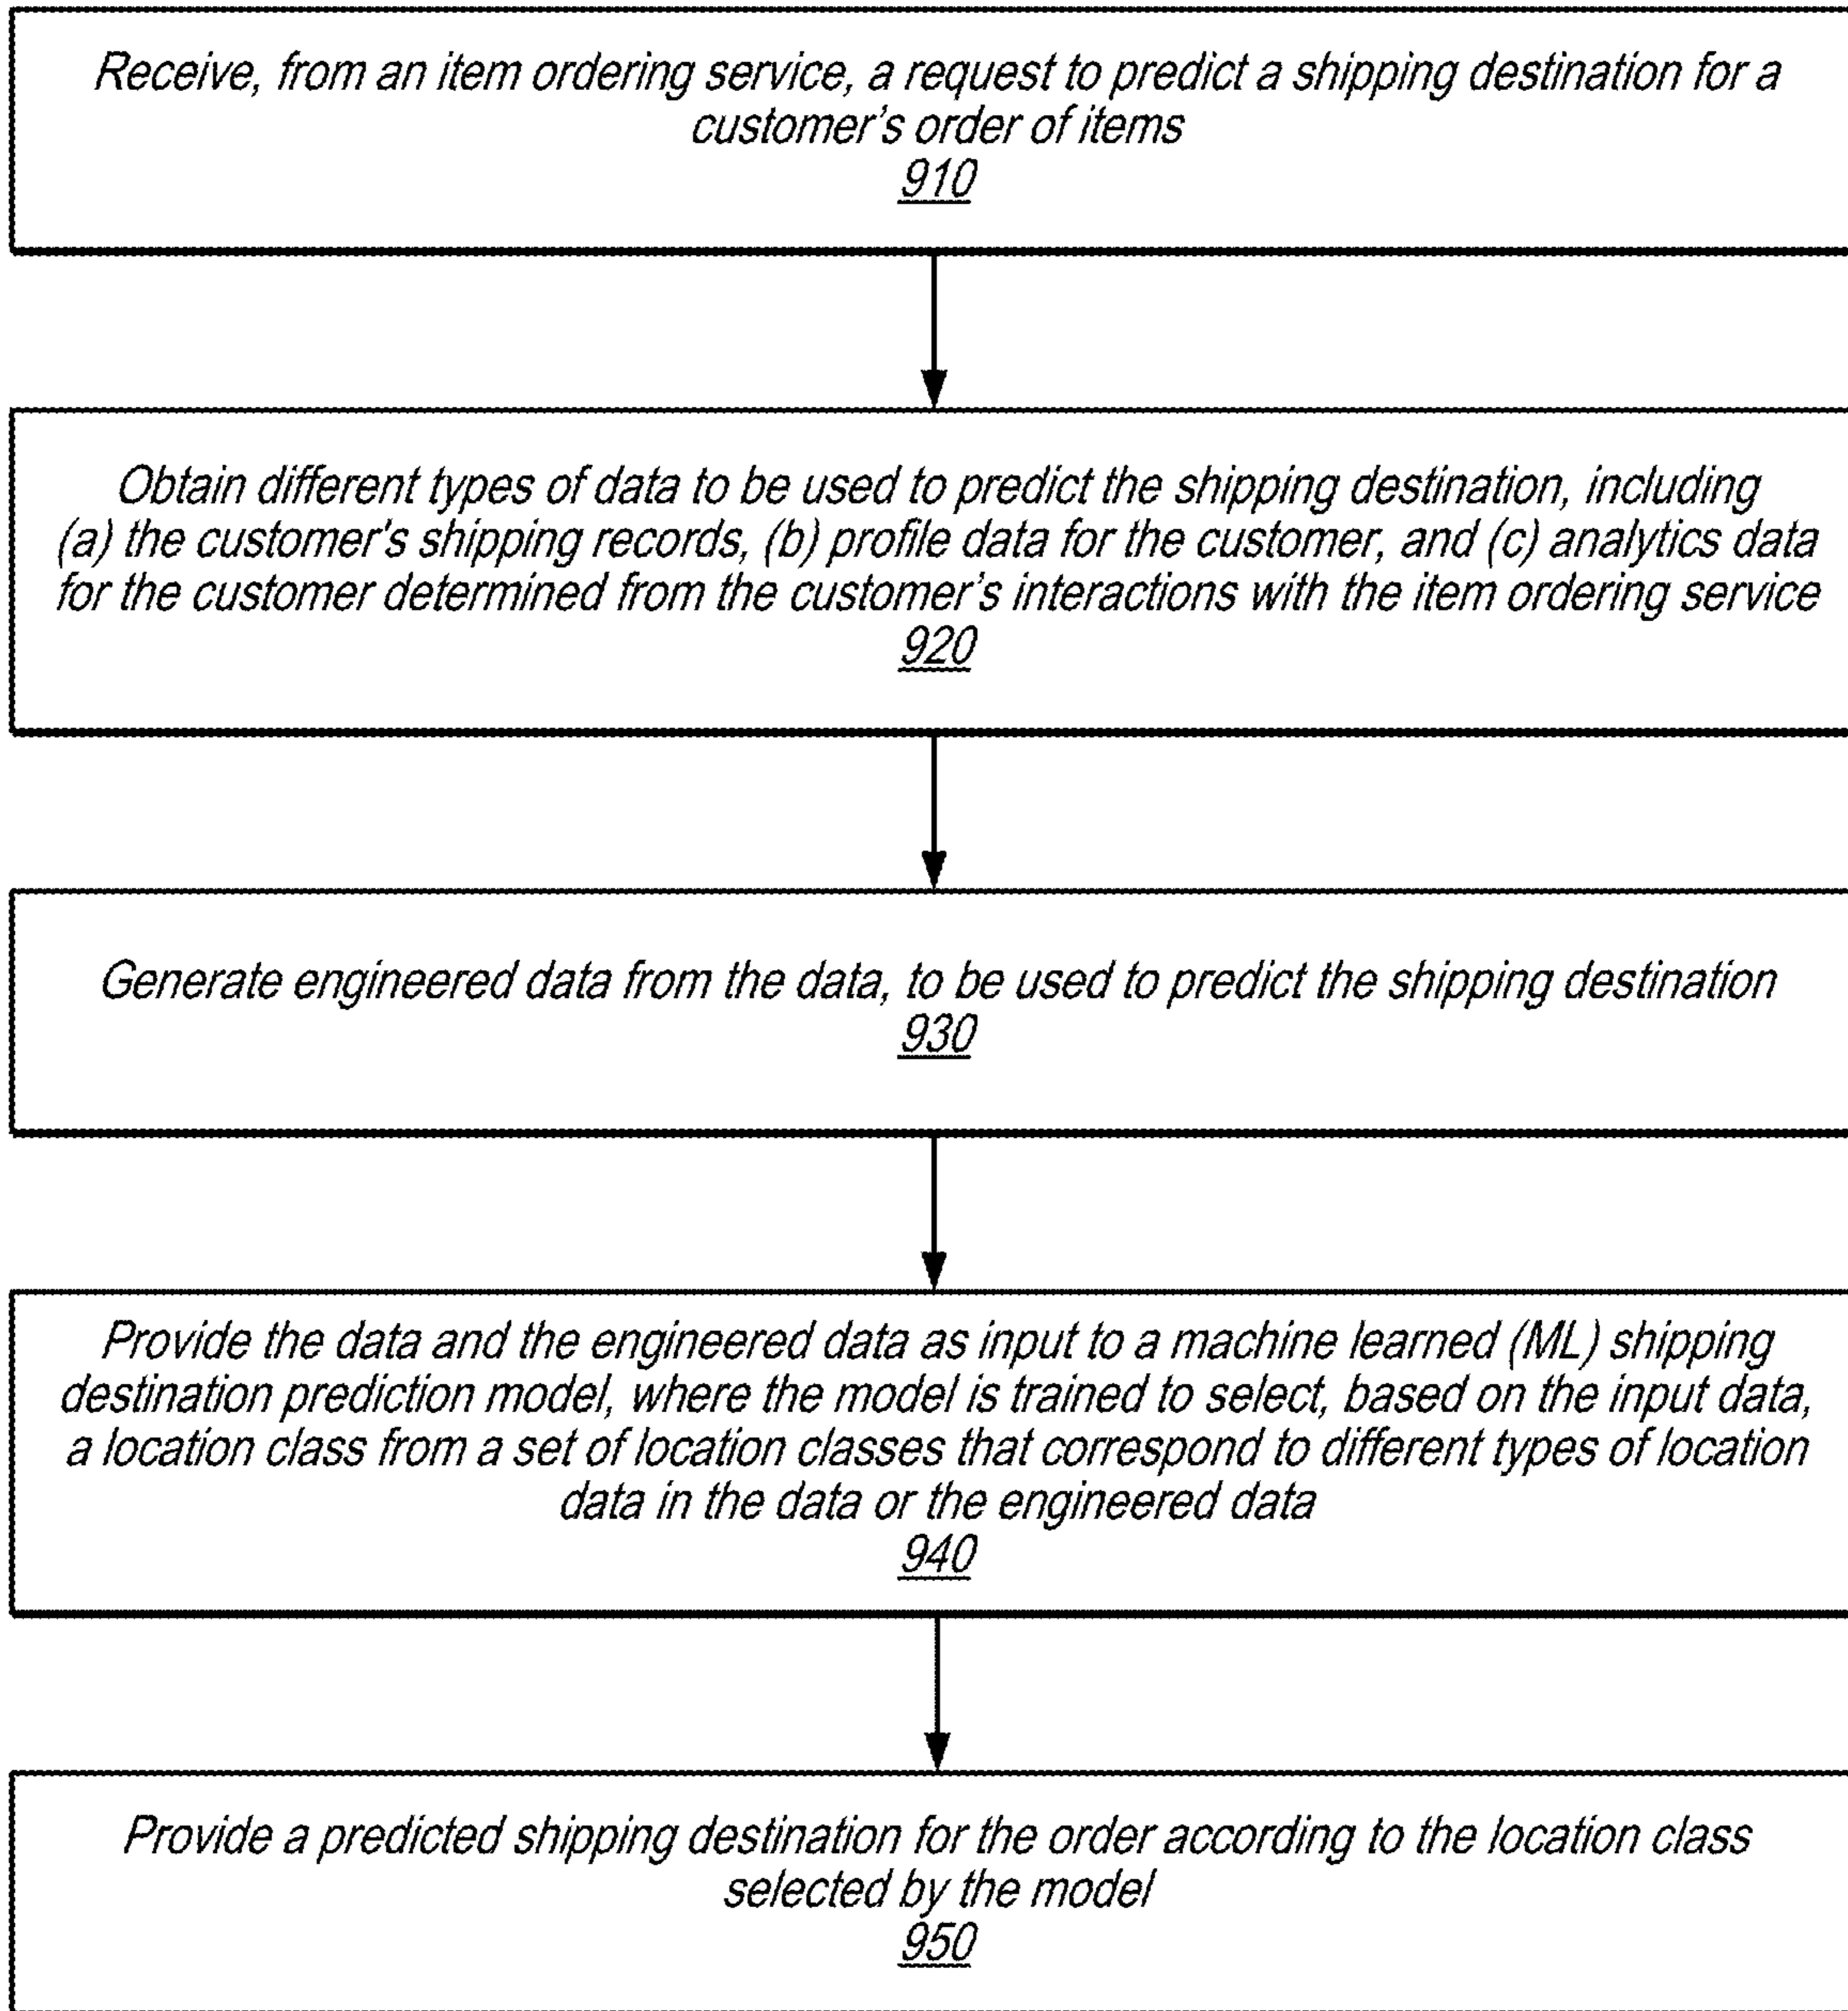 Receive, from an item ordering service, a request to predict a shipping destination for a
customer’s order of items
910
Obtain different types of data to be used to predict the shipping destination, including
(a) the customer's shipping records, (b) profile data for the customer, and (c) analytics data
for the customer determined from the customer’s interactions with the item ordering service
920
Generate engineered data from the data, to be used to predict the shipping destination
930
Provide the data and the engineered data as input to a machine learned (ML) shipping
destination prediction model, where the model is trained to select, based on the input data,
a location class from a set of location classes that correspond to different types of location
data in the data or the engineered data
940
Provide a predicted shipping destination for the order according to the location class
selected by the model
950